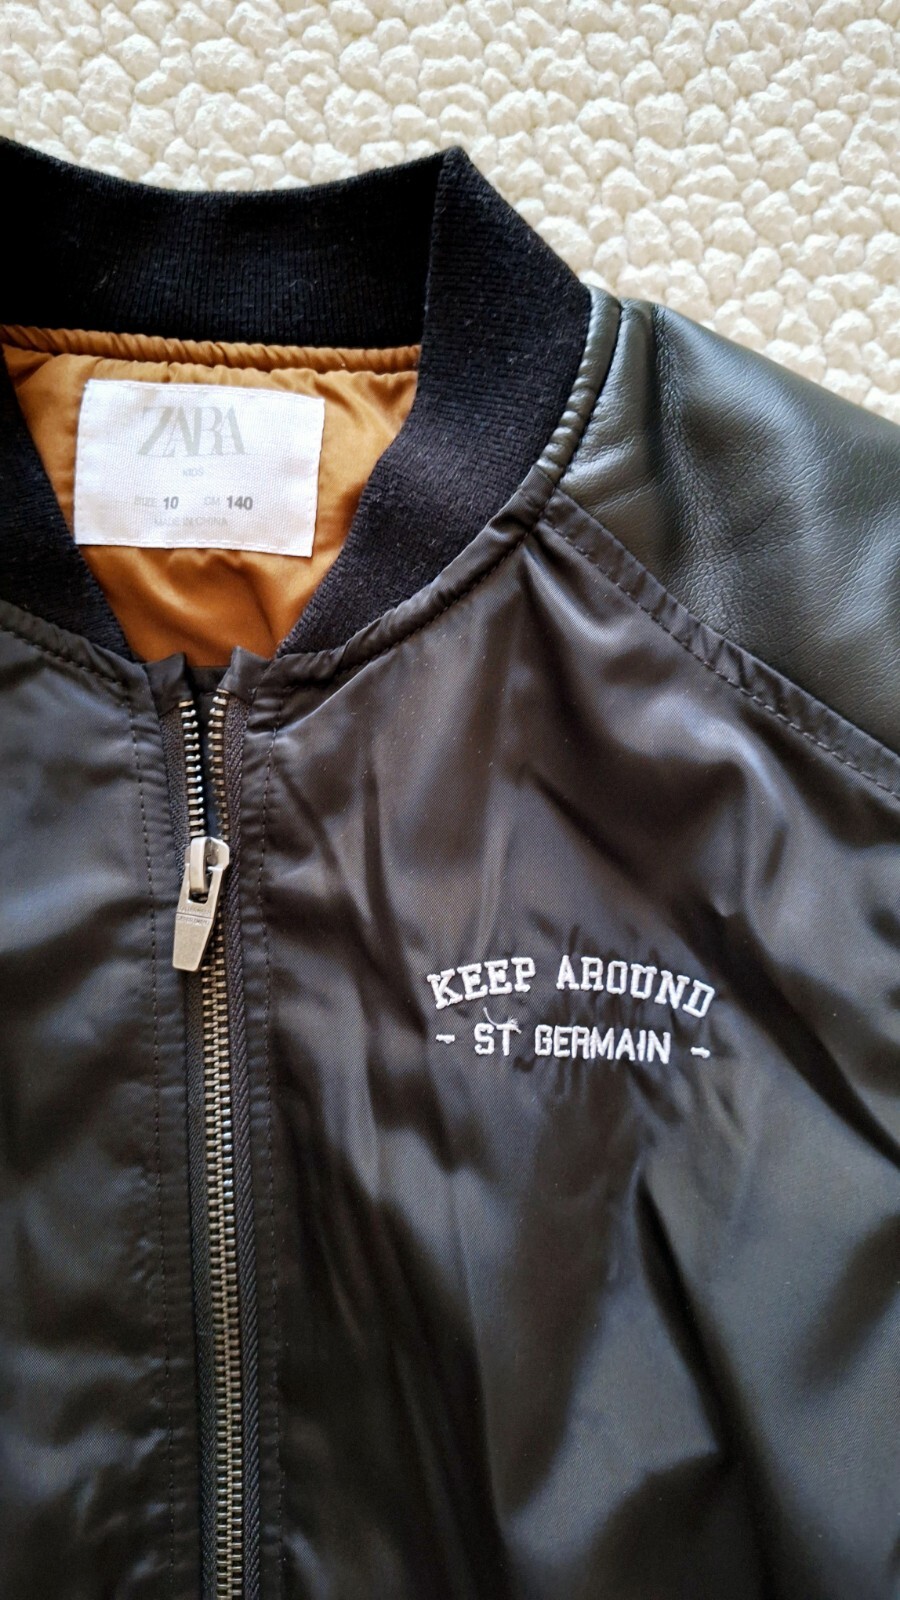 ZARA
KIDS
SIZE 10 CM 140
MADE IN CHINA
KEEP AROUND
- ST GERMAIN -